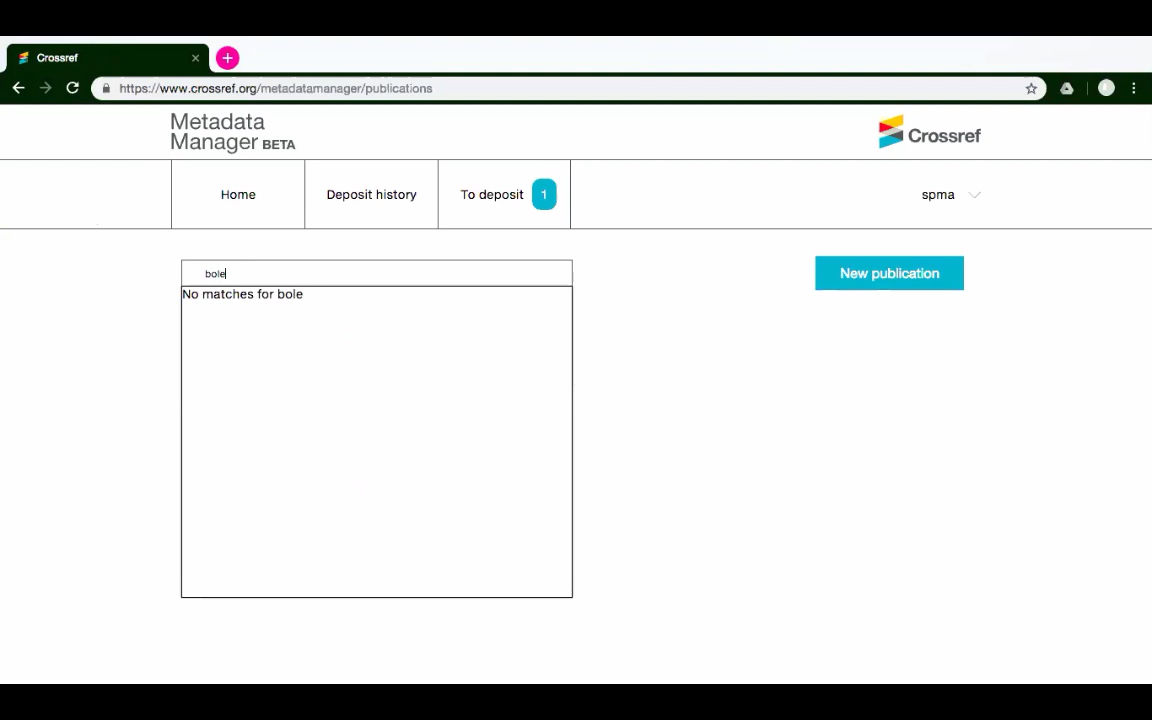 Crossref
https://www.crossref.org/metadatamanager/publications
Metadata
Manager BETA
Crossref
Home
Deposit history
To deposit 1
spma
bole
New publication
No matches for bole